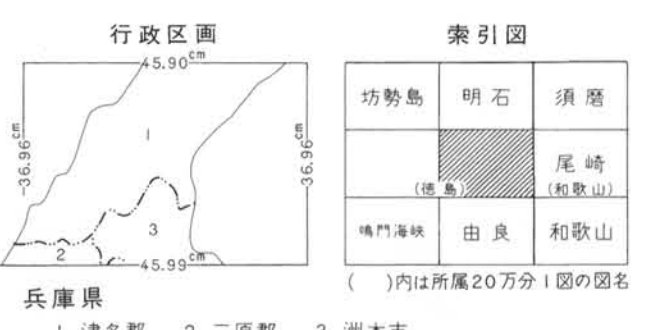 行政区画
45.90cm
36.96cm
36.96cm
1
2
3
45.99cm
兵庫県
索引図
坊勢島 明石 須磨
尾崎
(徳島) (和歌山)
鳴門海峡 由良 和歌山
( )内は所属20万分1図の図名